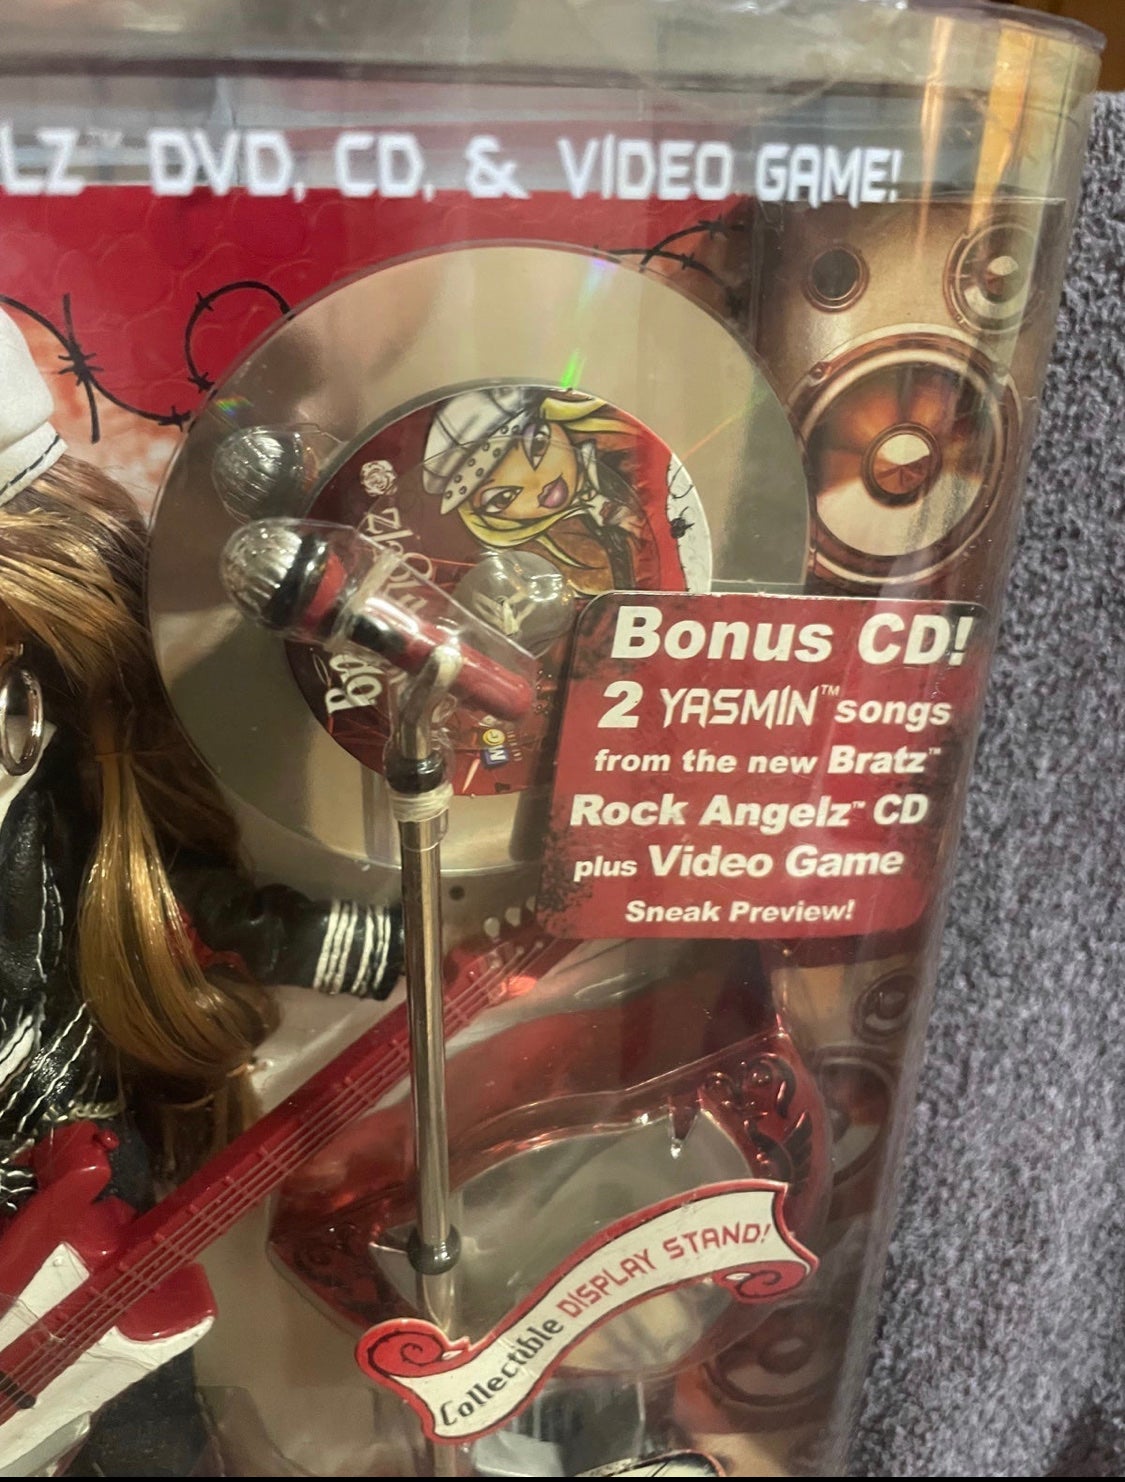 LZ™ DVD, CD, & VIDEO GAME!
Bonus CD!
2 YASMIN™ songs
from the new Bratz™
Rock Angelz™ CD
plus Video Game
Sneak Preview!
Collectible DISPLAY STAND!